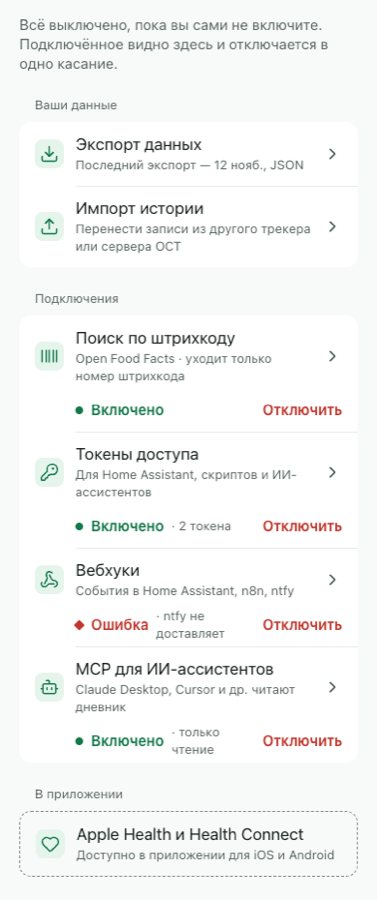 Всё выключено, пока вы сами не включите.
Подключённое видно здесь и отключается в
одно касание.
Ваши данные
Экспорт данных
Последний экспорт — 12 нояб., JSON
Импорт истории
Перенести записи из другого трекера
или сервера OCT
Подключения
Поиск по штрихкоду
Open Food Facts · уходит только
номер штрихкода
Включено Отключить
Токены доступа
Для Home Assistant, скриптов и ИИ-
ассистентов
Включено · 2 токена Отключить
Вебхуки
События в Home Assistant, n8n, ntfy
Ошибка · ntfy не
доставляет Отключить
MCP для ИИ-ассистентов
Claude Desktop, Cursor и др. читают
дневник
Включено · только
чтение Отключить
В приложении
Apple Health и Health Connect
Доступно в приложении для iOS и Android